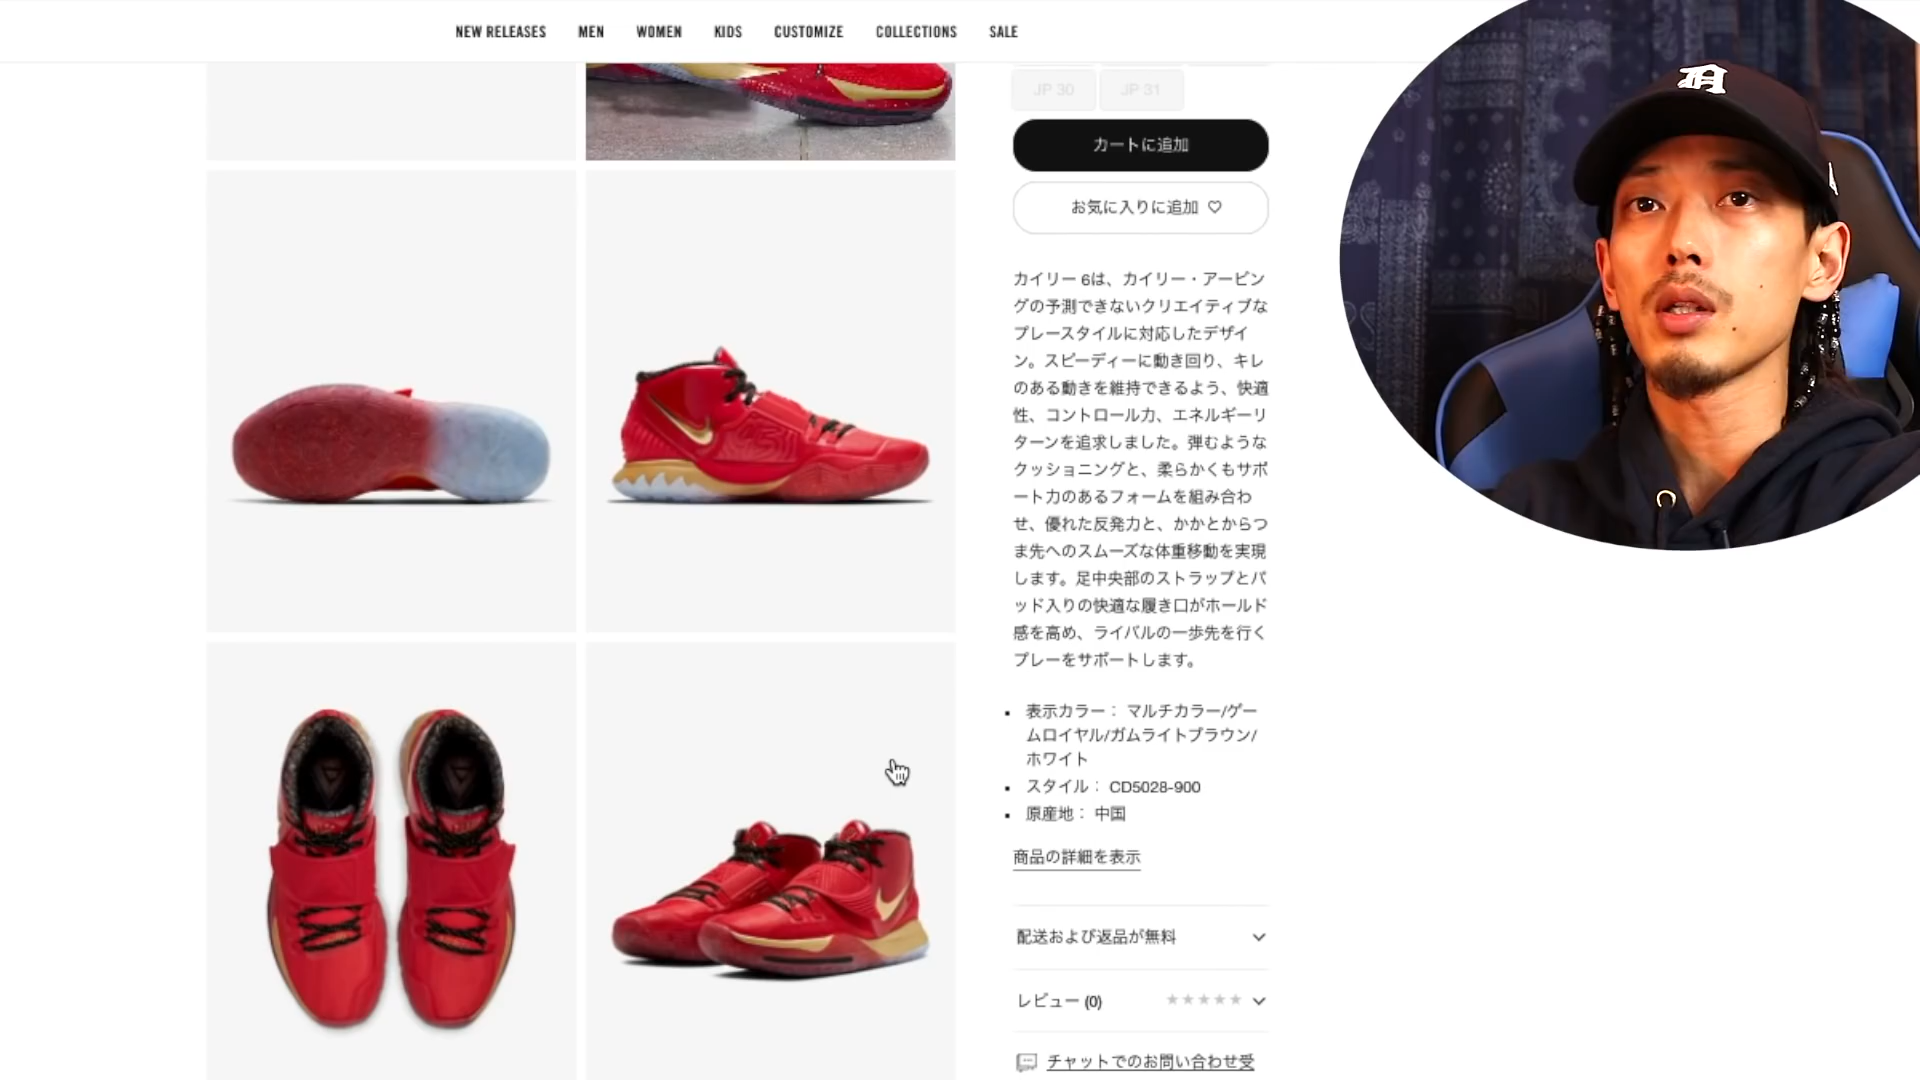 NEW RELEASES MEN WOMEN KIDS CUSTOMIZE COLLECTIONS SALE
JP 30 JP 31
カートに追加
お気に入りに追加
カイリー 6は、カイリー・アービン
グの予測できないクリエイティブな
プレースタイルに対応したデザイ
ン。スピーディーに動き回り、キレ
のある動きを維持できるよう、快適
性、コントロール力、エネルギーリ
ターンを追求しました。弾むような
クッショニングと、柔らかくもサポ
ート力のあるフォームを組み合わ
せ、優れた反発力と、かかとからつ
ま先へのスムーズな体重移動を実現
します。足中央部のストラップとパ
ッド入りの快適な履き口がホールド
感を高め、ライバルの一歩先を行く
プレーをサポートします。
表示カラー： マルチカラー/ゲー
ムロイヤル/ガムライトブラウン/
ホワイト
スタイル： CD5028-900
原産地： 中国
商品の詳細を表示
配送および返品が無料
レビュー (0)
チャットでのお問い合わせ受